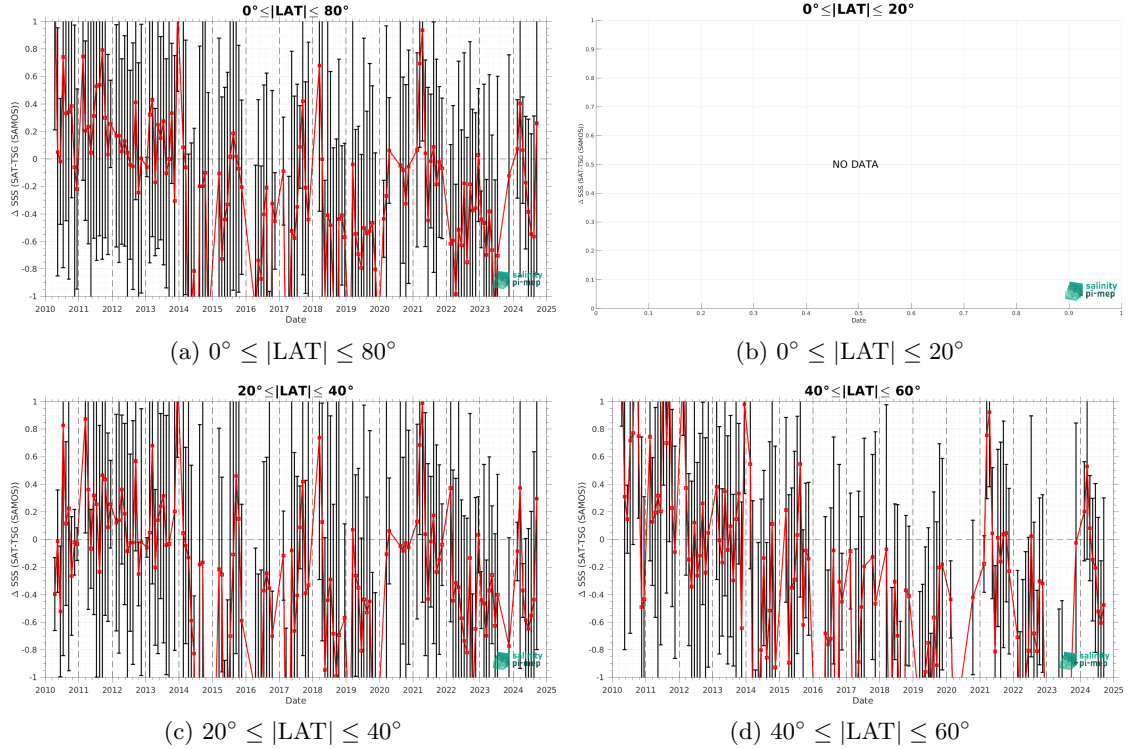 0°≤|LAT|≤ 80°
Δ SSS (SAT-TSG (SAMOS))
1
0.8
0.6
0.4
0.2
0
-0.2
-0.4
-0.6
-0.8
-1
2010 2011 2012 2013 2014 2015 2016 2017 2018 2019 2020 2021 2022 2023 2024 2025
Date
salinity
pi-mep
(a) 0° ≤ |LAT| ≤ 80°
0°≤|LAT|≤ 20°
Δ SSS (SAT-TSG (SAMOS))
1
0.9
0.8
0.7
0.6
0.5
0.4
0.3
0.2
0.1
0
NO DATA
0 0.1 0.2 0.3 0.4 0.5 0.6 0.7 0.8 0.9 1
Date
salinity
pi-mep
(b) 0° ≤ |LAT| ≤ 20°
20°≤|LAT|≤ 40°
Δ SSS (SAT-TSG (SAMOS))
1
0.8
0.6
0.4
0.2
0
-0.2
-0.4
-0.6
-0.8
-1
2010 2011 2012 2013 2014 2015 2016 2017 2018 2019 2020 2021 2022 2023 2024 2025
Date
salinity
pi-mep
(c) 20° ≤ |LAT| ≤ 40°
40°≤|LAT|≤ 60°
Δ SSS (SAT-TSG (SAMOS))
1
0.8
0.6
0.4
0.2
0
-0.2
-0.4
-0.6
-0.8
-1
2010 2011 2012 2013 2014 2015 2016 2017 2018 2019 2020 2021 2022 2023 2024 2025
Date
salinity
pi-mep
(d) 40° ≤ |LAT| ≤ 60°